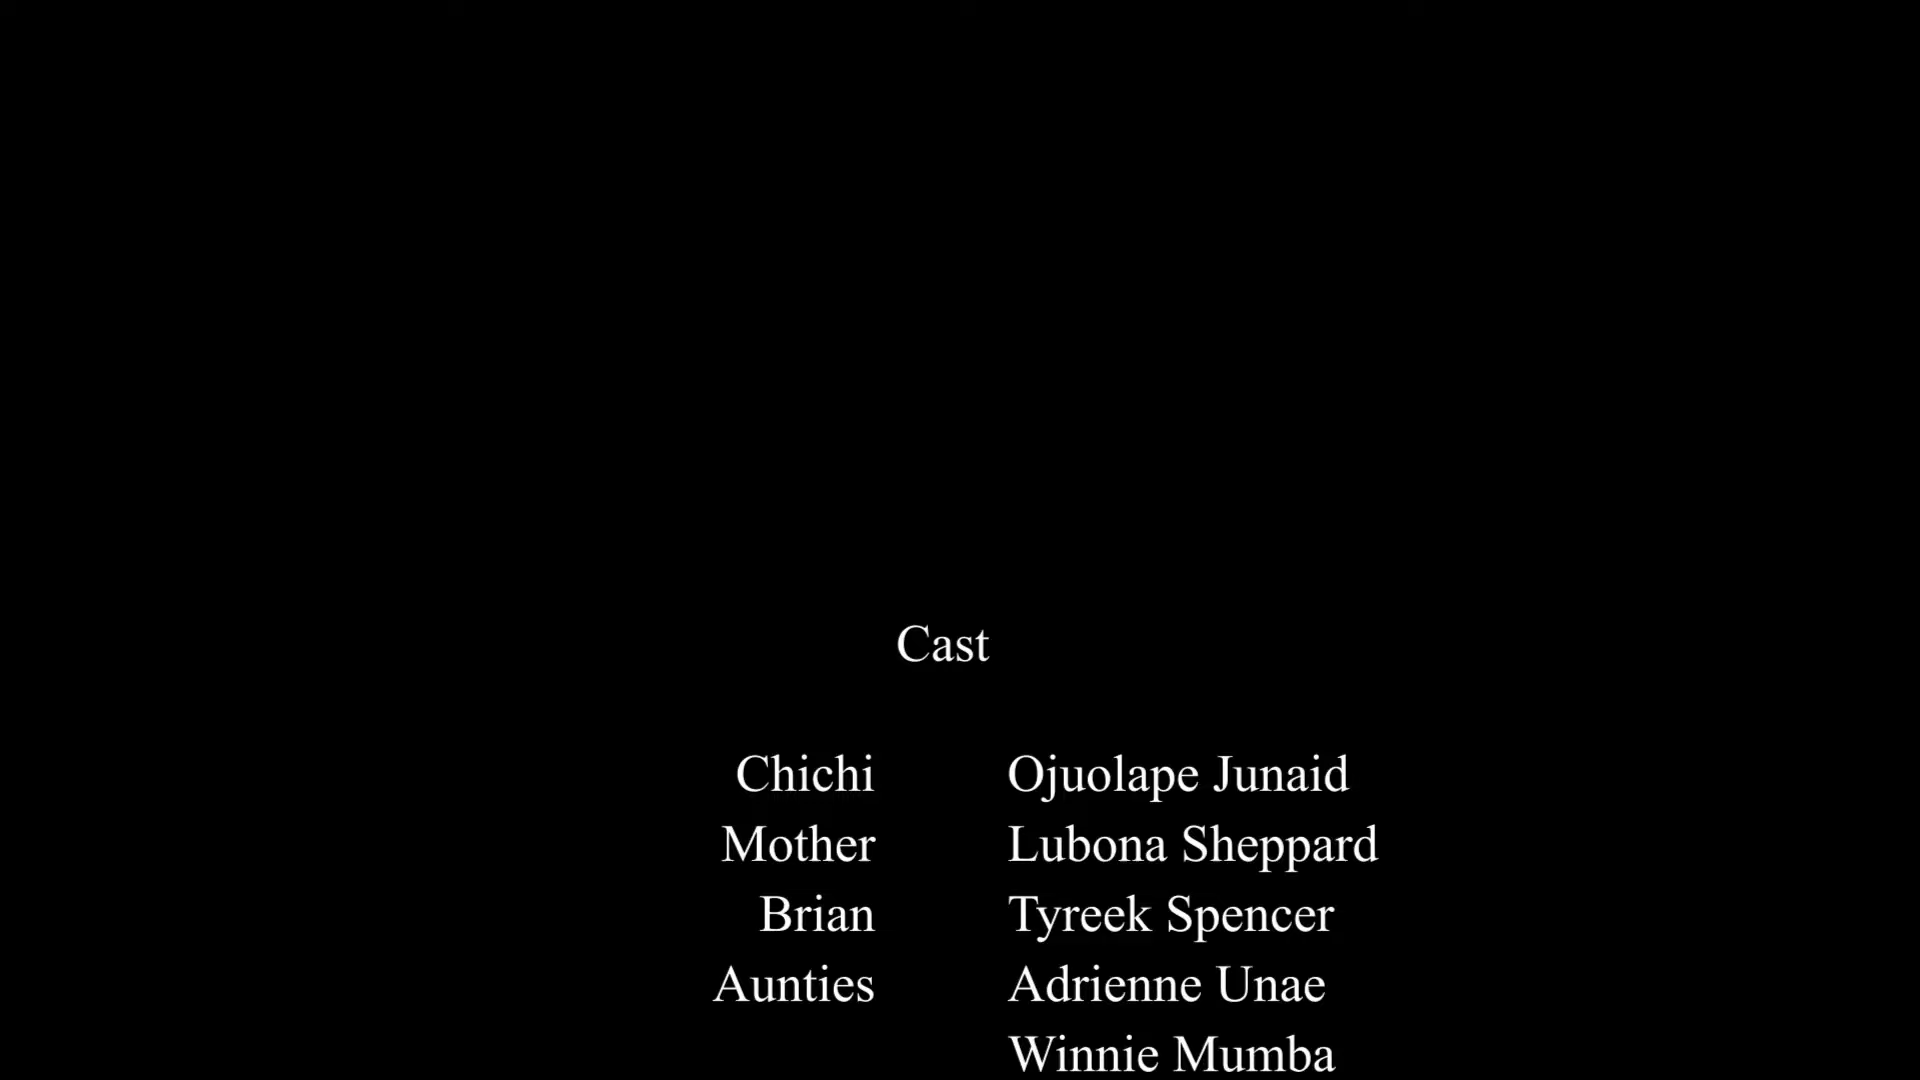 Cast
Chichi Ojuolape Junaid
Mother Lubona Sheppard
Brian Tyreek Spencer
Aunties Adrienne Unae
Winnie Mumba